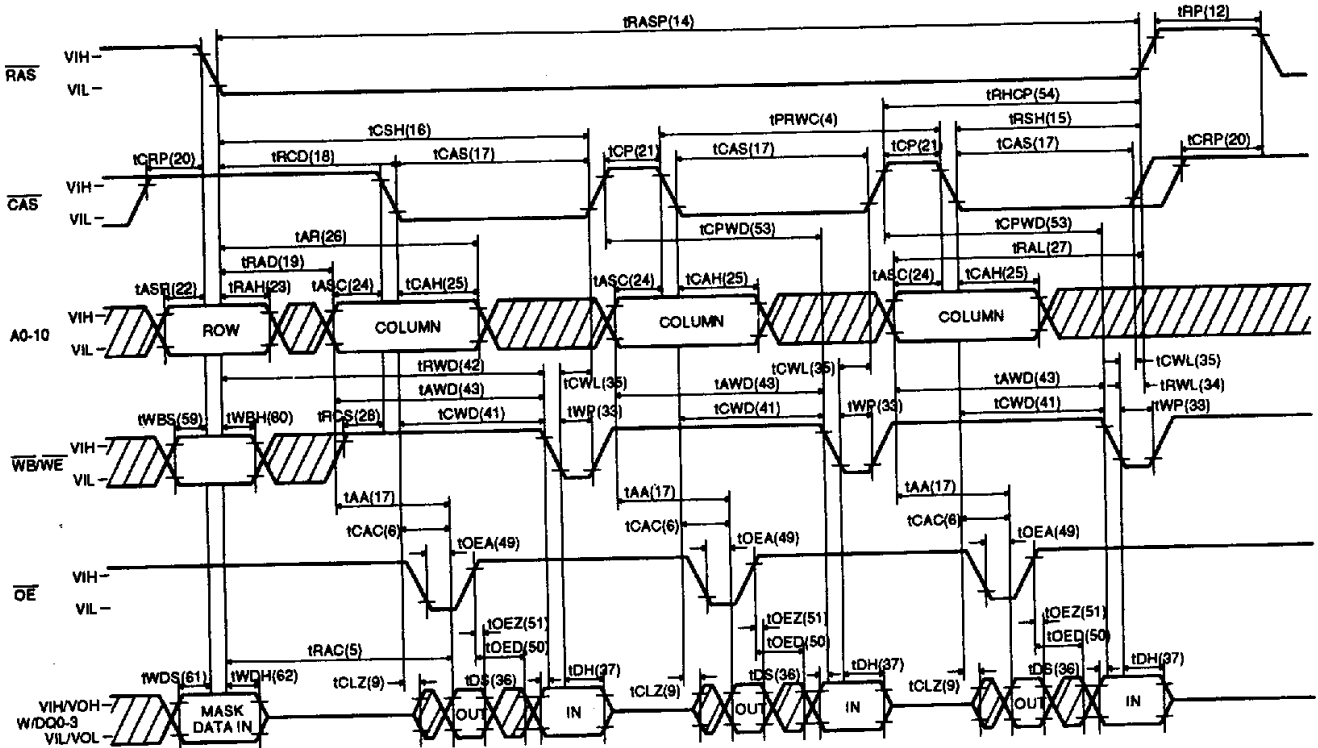 tRASP(14) tRP(12)
RAS VIH VIL
tRHCP(54)
tCSH(16) tPRWC(4) tRSH(15)
tCRP(20) tRCD(18) tCAS(17) tCP(21) tCAS(17) tCP(21) tCAS(17) tCRP(20)
CAS VIH VIL
tAR(26) tCPWD(53) tCPWD(53)
tRAD(19) tRAL(27)
tASR(22) tRAH(23) tASC(24) tCAH(25) tASC(24) tCAH(25) tASC(24) tCAH(25)
A0-10 VIH VIL ROW COLUMN COLUMN COLUMN
tRWD(42) tCWL(35) tCWL(35) tCWL(35)
tAWD(43) tAWD(43) tAWD(43) tRWL(34)
tWBS(59) tWBH(60) tRCS(28) tCWD(41) tWP(33) tCWD(41) tWP(33) tCWD(41) tWP(33)
WB/WE VIH VIL
tAA(17) tAA(17) tAA(17)
tCAC(6) tCAC(6) tCAC(6)
tOEA(49) tOEA(49) tOEA(49)
OE VIH VIL
tOEZ(51) tOEZ(51) tOEZ(51)
tRAC(5) tOED(50) tOED(50) tOED(50)
tWDS(61) tWDH(62) tCLZ(9) tDS(36) tDH(37) tCLZ(9) tDS(36) tDH(37) tCLZ(9) tDS(36) tDH(37)
VIH/VOH
W/DQ0-3
VIL/VOL
MASK
DATA IN
OUT IN OUT IN OUT IN